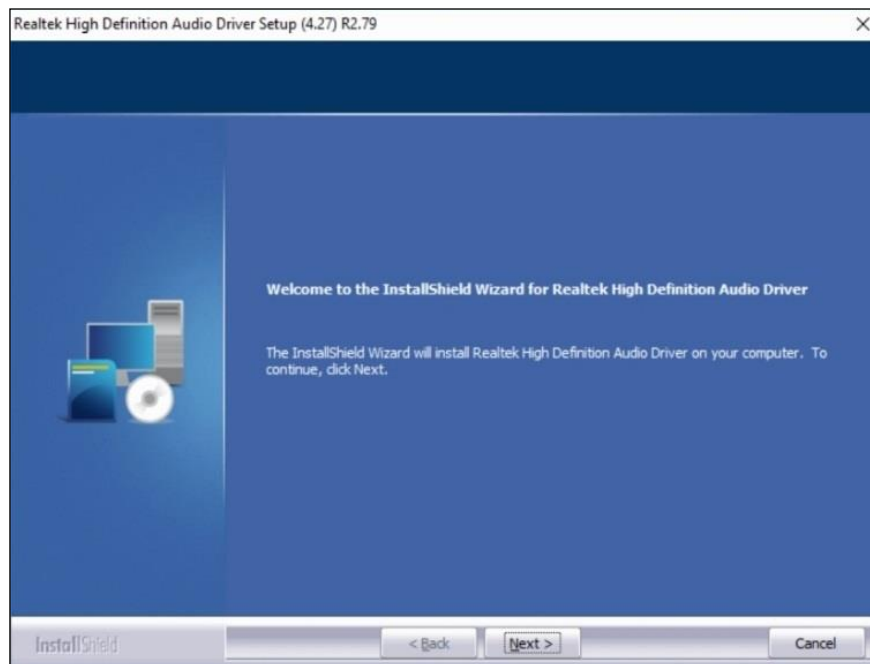 Realtek High Definition Audio Driver Setup (4.27) R2.79
Welcome to the InstallShield Wizard for Realtek High Definition Audio Driver
The InstallShield Wizard will install Realtek High Definition Audio Driver on your computer. To
continue, click Next.
InstallShield
< Back
Next >
Cancel